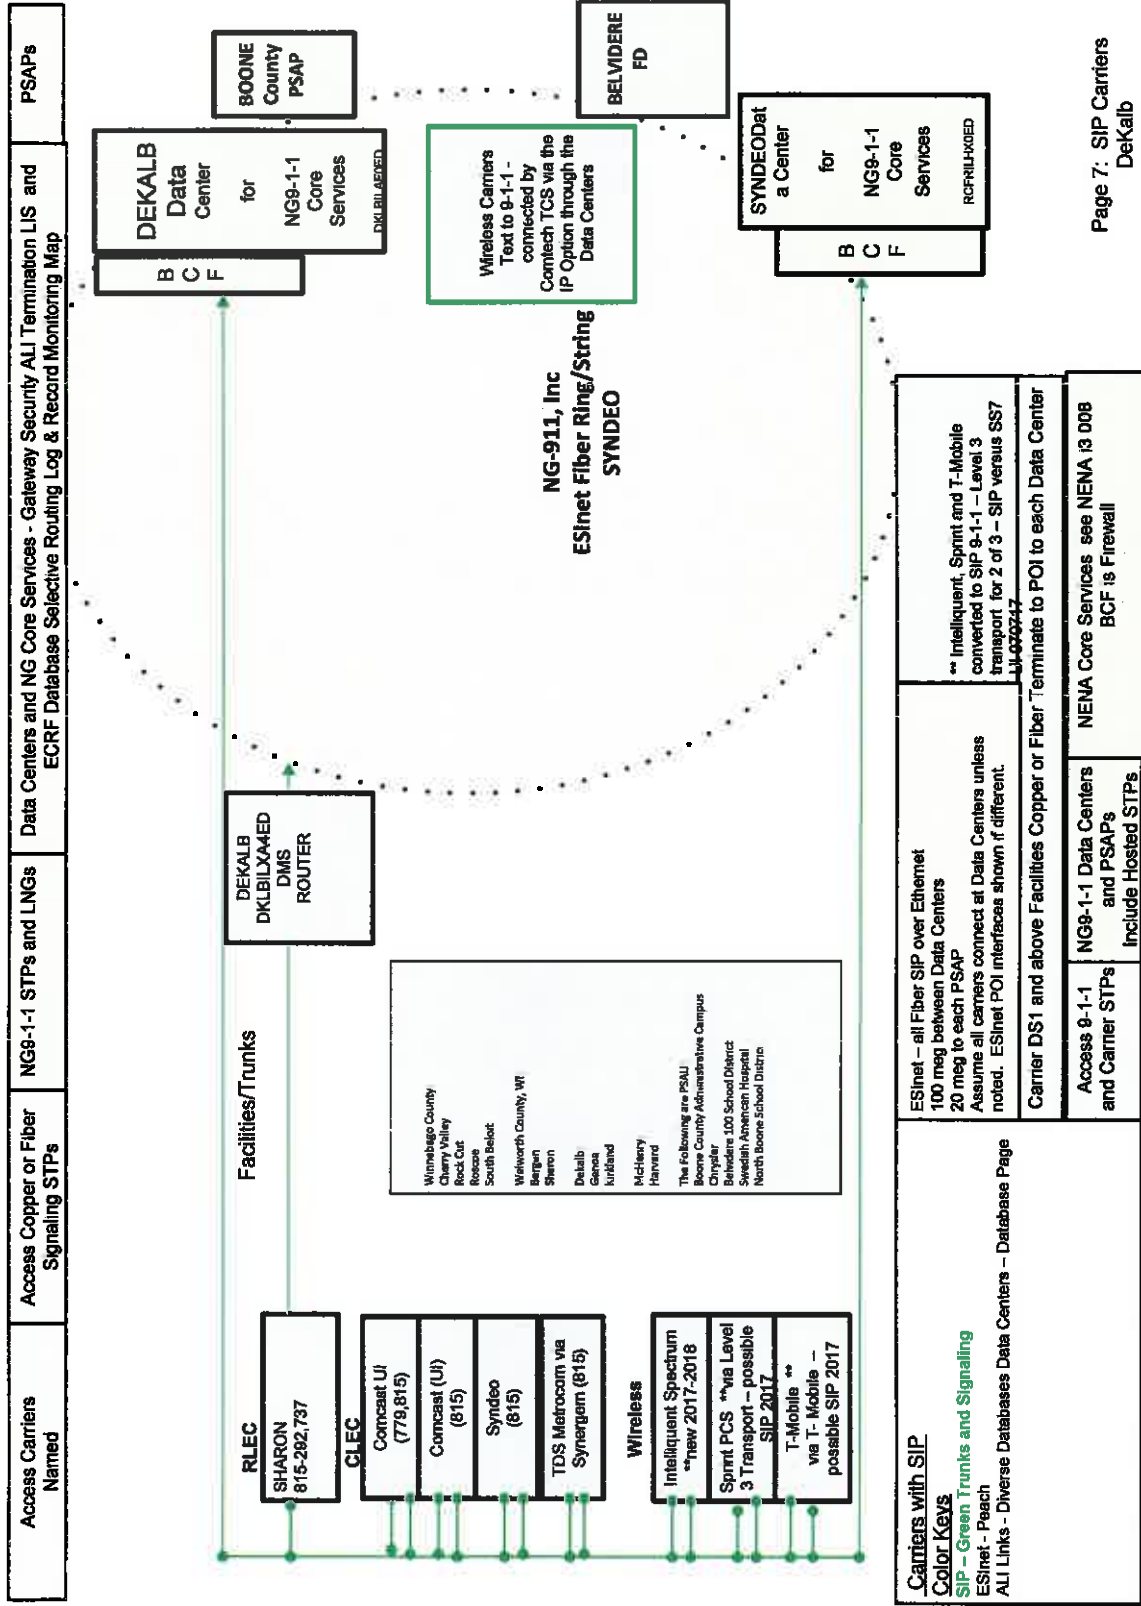 Access Carriers
Named
Access Copper or Fiber
Signaling STPs
NG9-1-1 STPs and LNGs
Data Centers and NG Core Services - Gateway Security ALI Termination LIS and
ECRF Database Selective Routing Log & Record Monitoring Map
PSAPs
RLEC
SHARON
815-292,737
CLEC
Comcast UI
(779,815)
Comcast (UI)
(815)
Syndeo
(815)
TDS Metrocom via
Synergem (815)
Wireless
Intelliquent Spectrum
**new 2017-2018
Sprint PCS **via Level
3 Transport – possible
SIP 2017
T-Mobile **
via T- Mobile –
possible SIP 2017
Facilities/Trunks
Winnebago County
Cherry Valley
Rock Cut
Roscoe
South Beloit
Walworth County, WI
Bergen
Sharon
Dekalb
Genoa
Kirkland
McHenry
Harvard
The Following are PSALI
Boone County Administrative Campus
Chrysler
Belvidere 100 School District
Swedish American Hospital
North Boone School District
DEKALB
DKLBILXA4ED
DMS
ROUTER
B
C
F
DEKALB
Data
Center
for
NG9-1-1
Core
Services
DKLBILAE0ED
BOONE
County
PSAP
Wireless Carriers
Text to 9-1-1 -
connected by
Comtech TCS via the
IP Option through the
Data Centers
NG-911, Inc
ESInet Fiber Ring/String
SYNDEO
BELVIDERE
FD
B
C
F
SYNDEODat
a Center
for
NG9-1-1
Core
Services
RCFRILHX0ED
Carriers with SIP
Color Keys
SIP – Green Trunks and Signaling
ESInet - Peach
ALI Links - Diverse Databases Data Centers – Database Page
ESInet – all Fiber SIP over Ethernet
100 meg between Data Centers
20 meg to each PSAP
Assume all carriers connect at Data Centers unless
noted. ESInet POI interfaces shown if different.
** Intelliquent, Sprint and T-Mobile
converted to SIP 9-1-1 – Level 3
transport for 2 of 3 – SIP versus SS7
LII 070717
Carrier DS1 and above Facilities Copper or Fiber Terminate to POI to each Data Center
Access 9-1-1
and Carrier STPs
NG9-1-1 Data Centers
and PSAPs
Include Hosted STPs
NENA Core Services see NENA i3 008
BCF is Firewall
Page 7: SIP Carriers
DeKalb